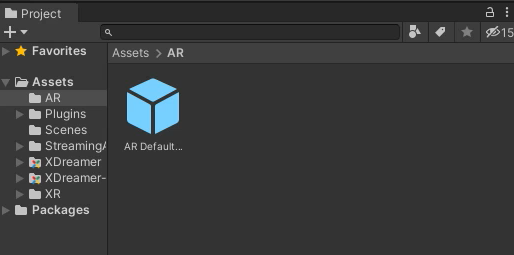 Project
15
Favorites
Assets > AR
Assets
AR
Plugins
Scenes
StreamingA
XDreamer
XDreamer-
XR
Packages
AR Default...